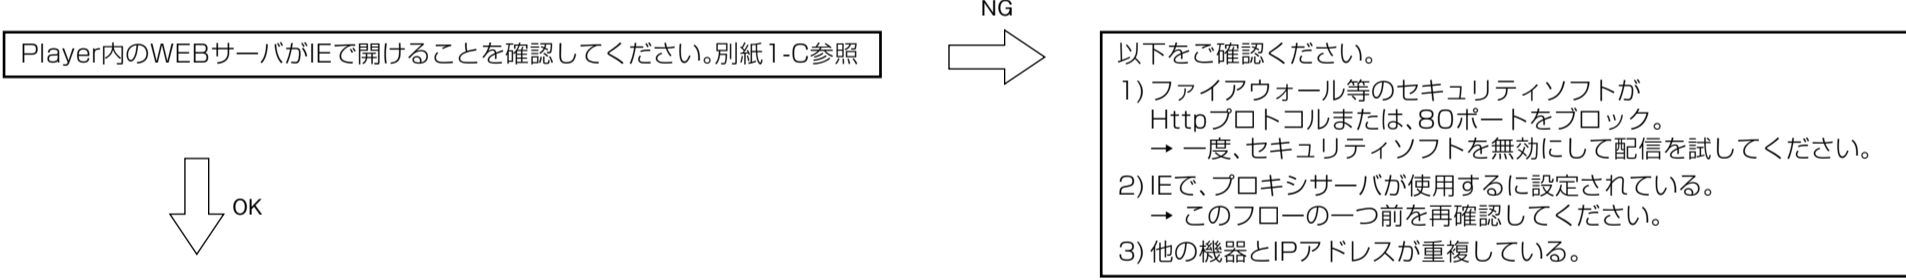 NG
Player内のWEBサーバがIEで開けることを確認してください。別紙1-C参照
以下をご確認ください。
1) ファイアウォール等のセキュリティソフトが
Httpプロトコルまたは、80ポートをブロック。
→ 一度、セキュリティソフトを無効にして配信を試してください。
2) IEで、プロキシサーバが使用するに設定されている。
→ このフローの一つ前を再確認してください。
3) 他の機器とIPアドレスが重複している。
OK